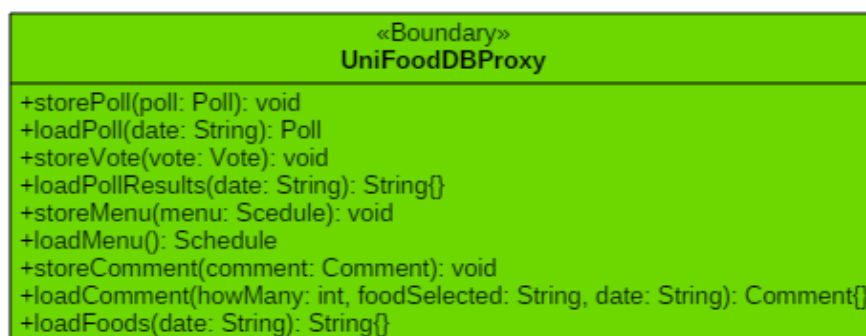 «Boundary»
UniFoodDBProxy
+storePoll(poll: Poll): void
+loadPoll(date: String): Poll
+storeVote(vote: Vote): void
+loadPollResults(date: String): String{}
+storeMenu(menu: Scedule): void
+loadMenu(): Schedule
+storeComment(comment: Comment): void
+loadComment(howMany: int, foodSelected: String, date: String): Comment{}
+loadFoods(date: String): String{}